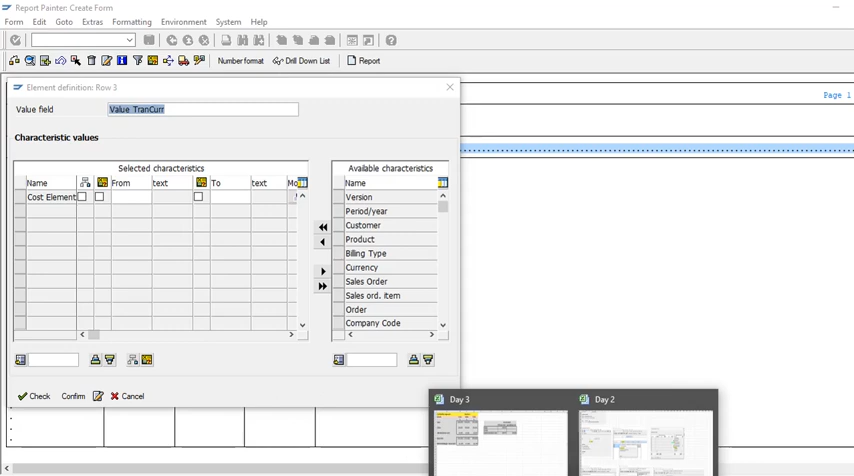 Report Painter: Create Form
Form Edit Goto Extras Formatting Environment System Help
Number format Drill Down List Report
Element definition: Row 3
Page 1
Value field Value TranCurr
Characteristic values
Selected characteristics
Name From text To text Mo
Cost Element
Available characteristics
Name
Version
Period/year
Customer
Product
Billing Type
Currency
Sales Order
Sales ord. item
Order
Company Code
Check Confirm Cancel
Day 3
Day 2